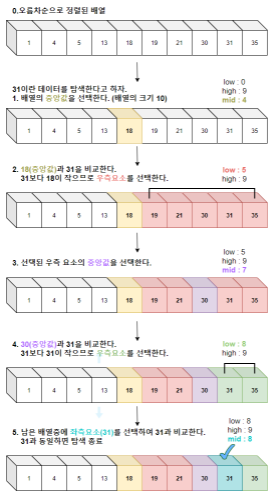 0.오름차순으로 정렬된 배열
1 4 5 13 18 19 21 30 31 35
31이란 데이터를 탐색한다고 하자.
1. 배열의 중앙값을 선택한다. (배열의 크기 10)
low : 0
high : 9
mid : 4
1 4 5 13 18 19 21 30 31 35
2. 18(중앙값)과 31을 비교한다.
31보다 18이 작으므로 우측요소를 선택한다.
low : 5
high : 9
1 4 5 13 18 19 21 30 31 35
3. 선택된 우측 요소의 중앙값을 선택한다.
low : 5
high : 9
mid : 7
1 4 5 13 18 19 21 30 31 35
4. 30(중앙값)과 31을 비교한다.
31보다 31이 작으므로 우측요소를 선택한다.
low : 8
high : 9
1 4 5 13 18 19 21 30 31 35
5. 남은 배열중에 좌측요소(31)를 선택하여 31과 비교한다.
31과 동일하면 탐색 종료
low : 8
high : 9
mid : 8
1 4 5 13 18 19 21 30 31 35